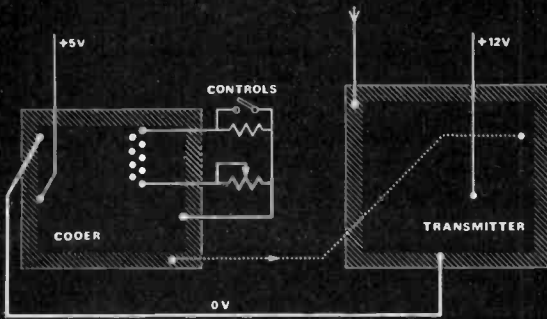 +5V
+12V
CONTROLS
COOER
TRANSMITTER
0V